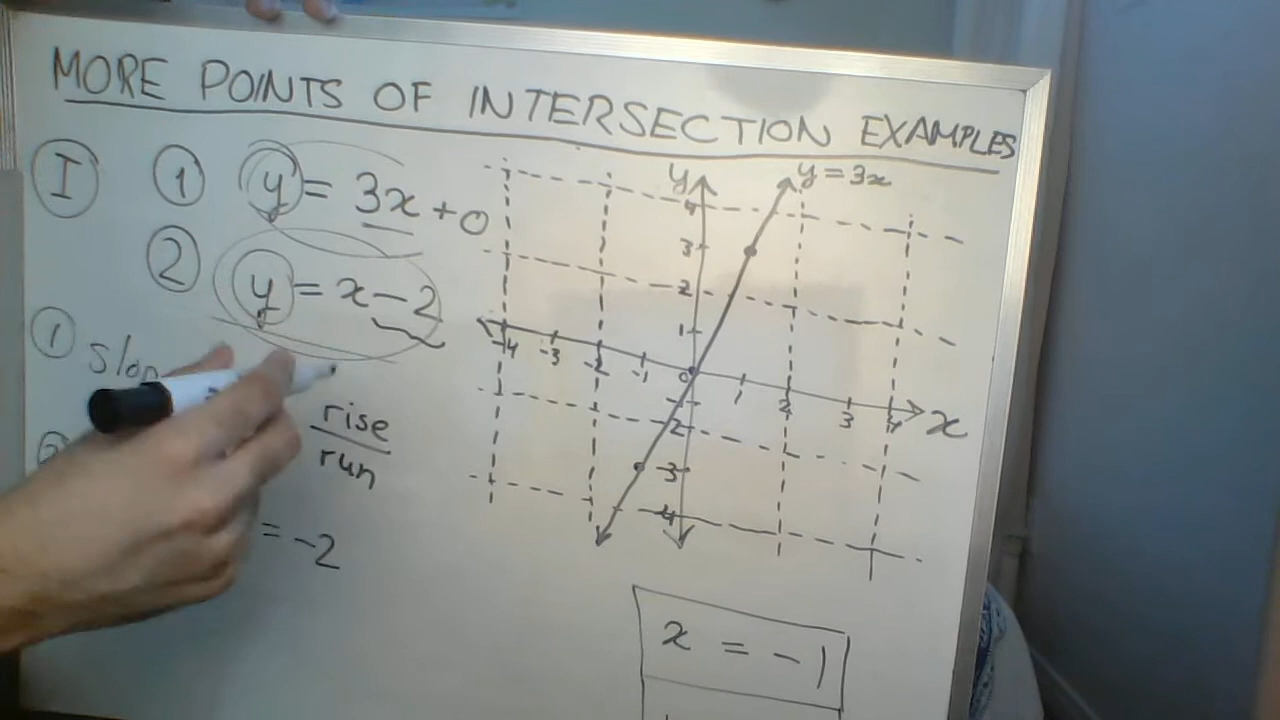 MORE POINTS OF INTERSECTION EXAMPLES
I
1 y = 3x + 0
2 y = x - 2
1
rise
run
= -2
y
y = 3x
4
3
2
1
-4 -3 -2 -1 0 1 2 3 4
x
-2
-3
-4
x = -1